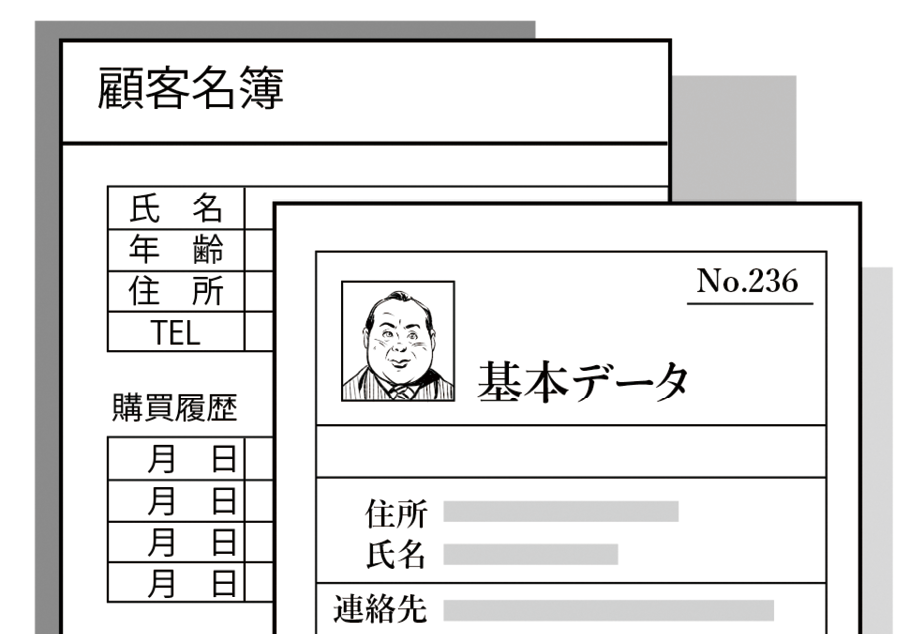 顧客名簿
氏 名
年 齢
住 所
TEL
購買履歴
月 日
月 日
月 日
月 日
No.236
基本データ
住所
氏名
連絡先